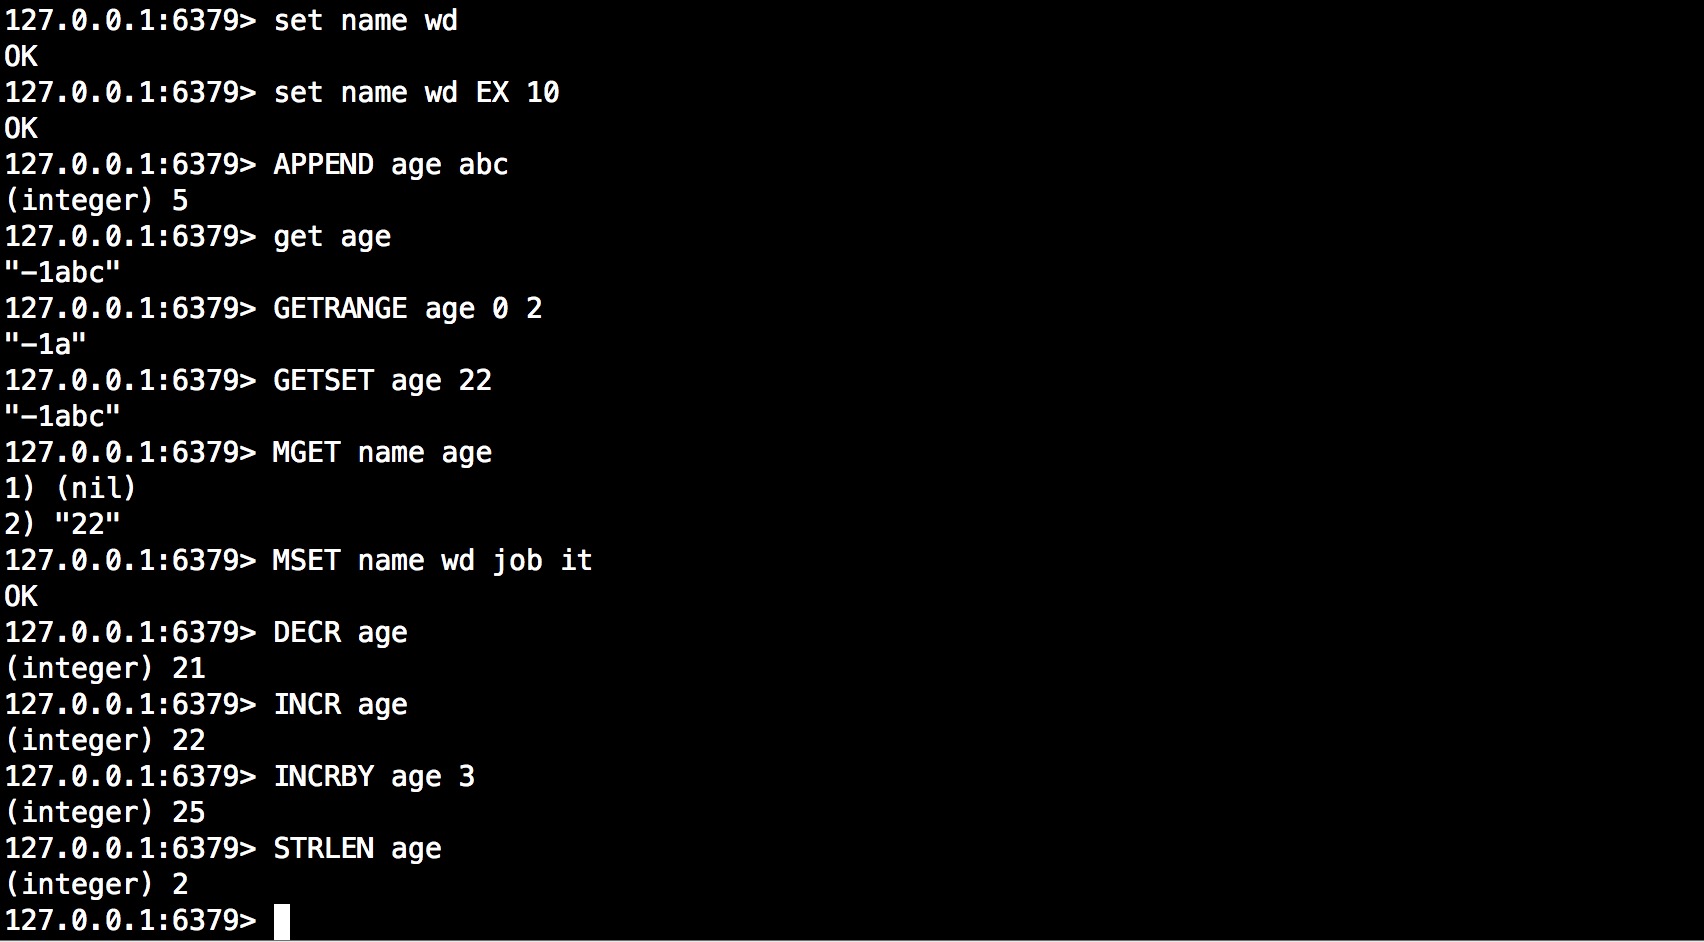 127.0.0.1:6379> set name wd
OK
127.0.0.1:6379> set name wd EX 10
OK
127.0.0.1:6379> APPEND age abc
(integer) 5
127.0.0.1:6379> get age
"-1abc"
127.0.0.1:6379> GETRANGE age 0 2
"-1a"
127.0.0.1:6379> GETSET age 22
"-1abc"
127.0.0.1:6379> MGET name age
1) (nil)
2) "22"
127.0.0.1:6379> MSET name wd job it
OK
127.0.0.1:6379> DECR age
(integer) 21
127.0.0.1:6379> INCR age
(integer) 22
127.0.0.1:6379> INCRBY age 3
(integer) 25
127.0.0.1:6379> STRLEN age
(integer) 2
127.0.0.1:6379>